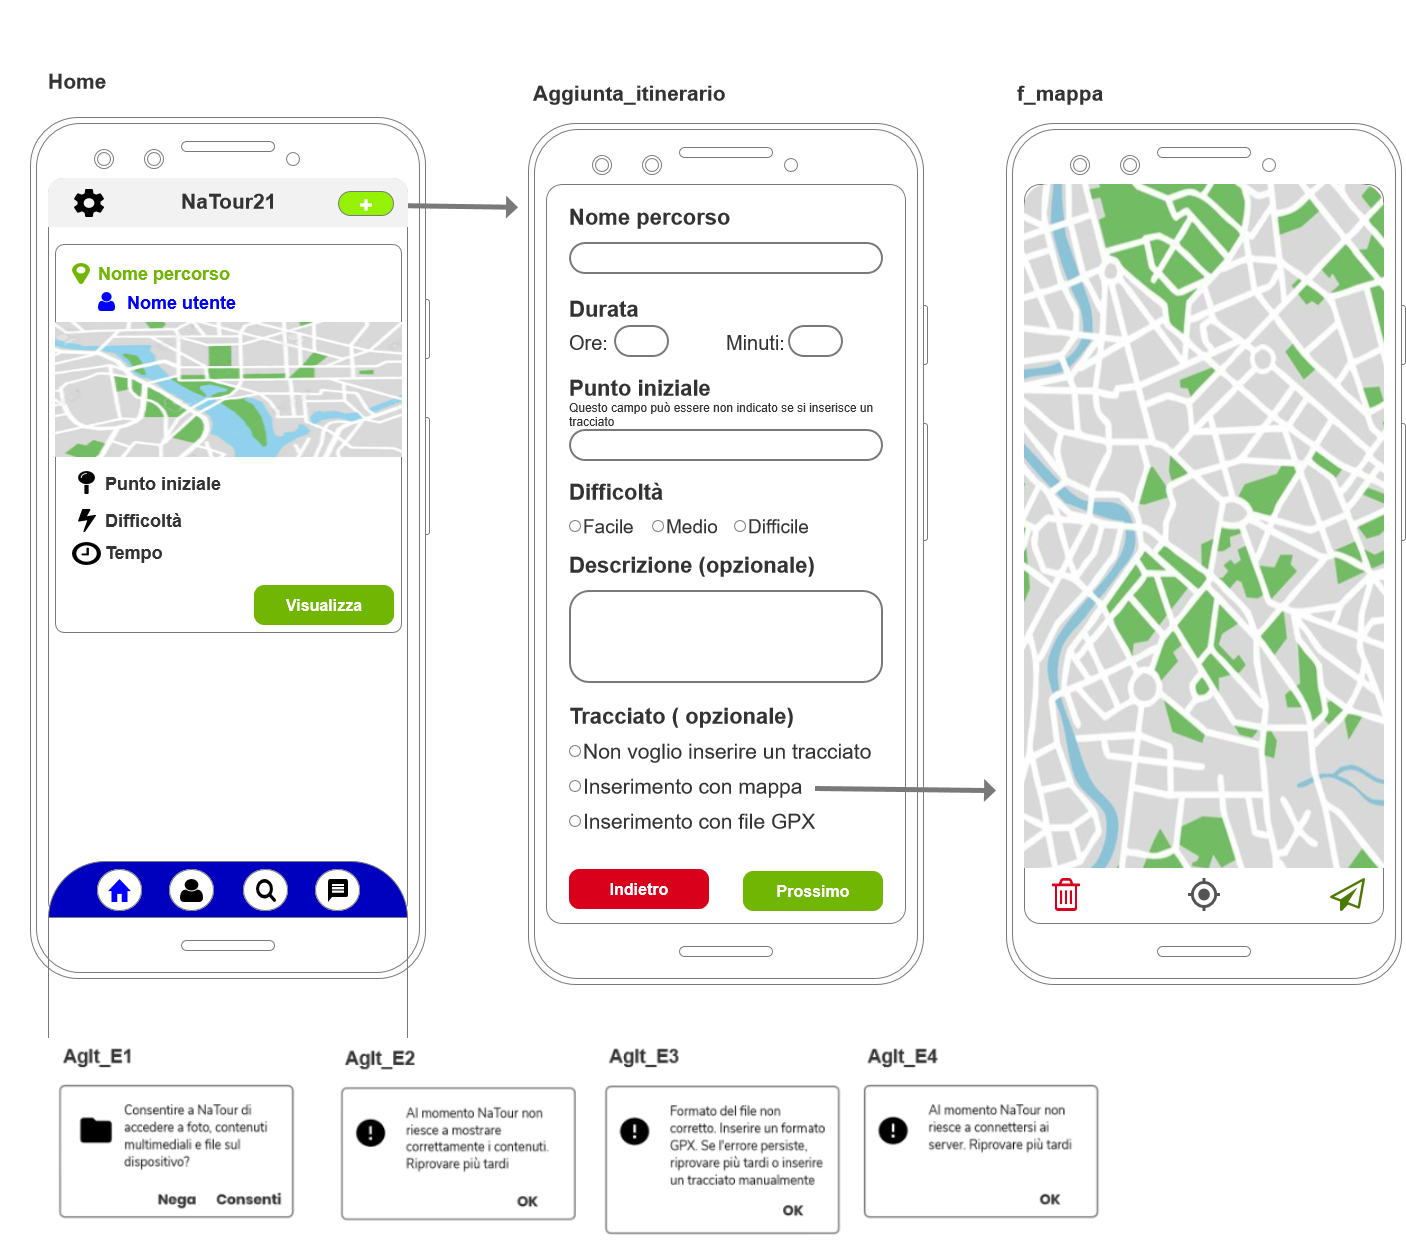 Home
NaTour21
+
Nome percorso
Nome utente
Punto iniziale
Difficoltà
Tempo
Visualizza
Aggiunta_itinerario
Nome percorso
Durata
Ore:
Minuti:
Punto iniziale
Questo campo può essere non indicato se si inserisce un
tracciato
Difficoltà
Facile
Medio
Difficile
Descrizione (opzionale)
Tracciato ( opzionale)
Non voglio inserire un tracciato
Inserimento con mappa
Inserimento con file GPX
Indietro
Prossimo
f_mappa
AgIt_E1
Consentire a NaTour di
accedere a foto, contenuti
multimediali e file sul
dispositivo?
Nega
Consenti
AgIt_E2
Al momento NaTour non
riesce a mostrare
correttamente i contenuti.
Riprovare più tardi
OK
AgIt_E3
Formato del file non
corretto. Inserire un formato
GPX. Se l'errore persiste,
riprovare più tardi o inserire
un tracciato manualmente
OK
AgIt_E4
Al momento NaTour non
riesce a connettersi ai
server. Riprovare più tardi
OK